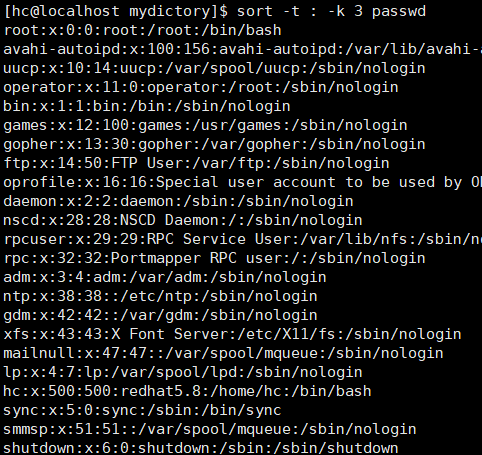 [hc@localhost mydictory]$ sort -t : -k 3 passwd
root:x:0:0:root:/root:/bin/bash
avahi-autoipd:x:100:156:avahi-autoipd:/var/lib/avahi-
uucp:x:10:14:uucp:/var/spool/uucp:/sbin/nologin
operator:x:11:0:operator:/root:/sbin/nologin
bin:x:1:1:bin:/bin:/sbin/nologin
games:x:12:100:games:/usr/games:/sbin/nologin
gopher:x:13:30:gopher:/var/gopher:/sbin/nologin
ftp:x:14:50:FTP User:/var/ftp:/sbin/nologin
oprofile:x:16:16:Special user account to be used by O
daemon:x:2:2:daemon:/sbin:/sbin/nologin
nscd:x:28:28:NSCD Daemon:/:/sbin/nologin
rpcuser:x:29:29:RPC Service User:/var/lib/nfs:/sbin/n
rpc:x:32:32:Portmapper RPC user:/:/sbin/nologin
adm:x:3:4:adm:/var/adm:/sbin/nologin
ntp:x:38:38::/etc/ntp:/sbin/nologin
gdm:x:42:42::/var/gdm:/sbin/nologin
xfs:x:43:43:X Font Server:/etc/X11/fs:/sbin/nologin
mailnull:x:47:47::/var/spool/mqueue:/sbin/nologin
lp:x:4:7:lp:/var/spool/lpd:/sbin/nologin
hc:x:500:500:redhat5.8:/home/hc:/bin/bash
sync:x:5:0:sync:/sbin:/bin/sync
smmsp:x:51:51::/var/spool/mqueue:/sbin/nologin
shutdown:x:6:0:shutdown:/sbin:/sbin/shutdown